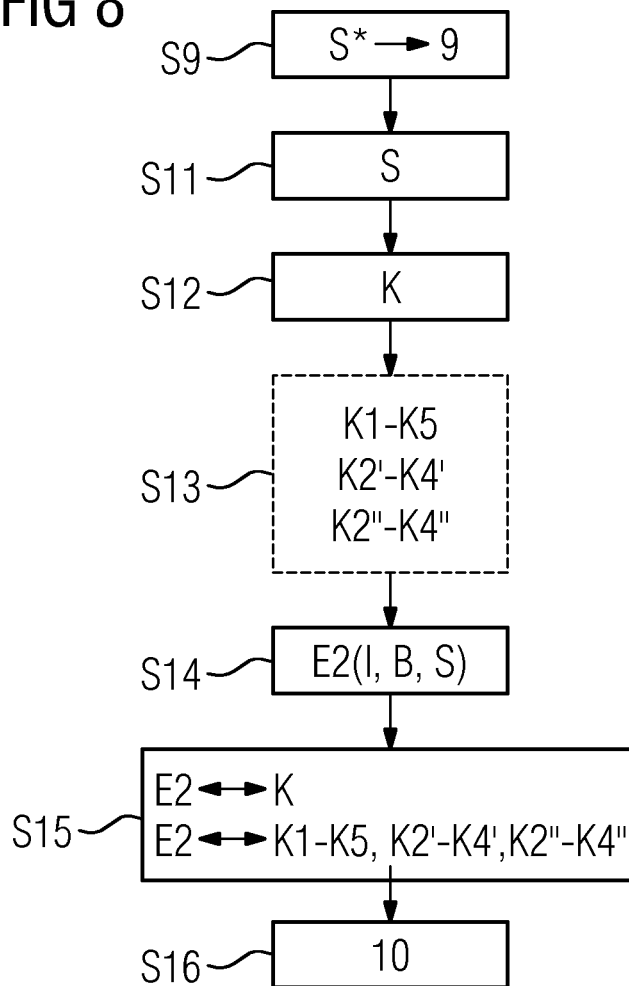 FIG 8
S9 S* → 9
S11 S
S12 K
S13 K1-K5
K2'-K4'
K2"-K4"
S14 E2(I, B, S)
E2 ↔ K
S15 E2 ↔ K1-K5, K2'-K4',K2"-K4"
S16 10